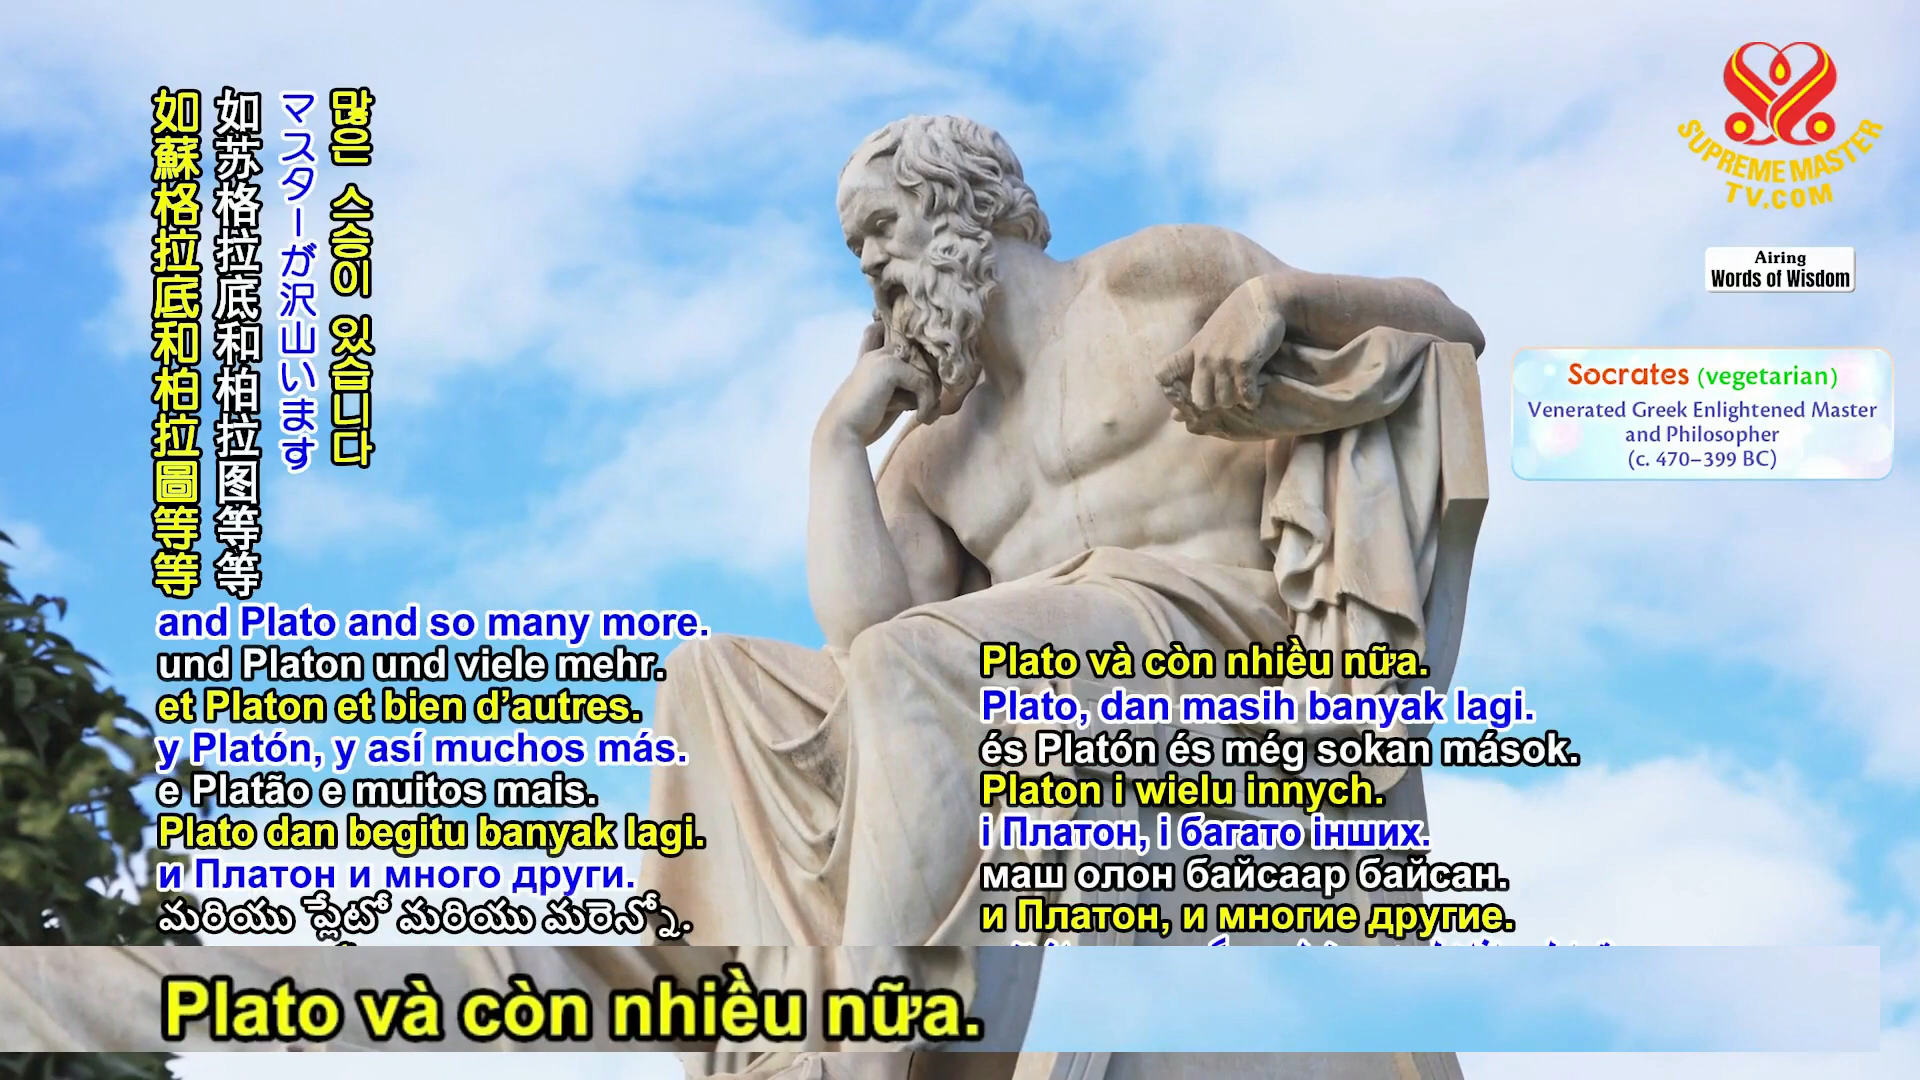 如蘇格拉底和柏拉圖等等
如苏格拉底和柏拉图等等
マスターが沢山います
많은 스승이 있습니다
SUPREME MASTER
TV.COM
Airing
Words of Wisdom
Socrates (vegetarian)
Venerated Greek Enlightened Master
and Philosopher
(c. 470–399 BC)
and Plato and so many more.
und Platon und viele mehr.
et Platon et bien d’autres.
y Platón, y así muchos más.
e Platão e muitos mais.
Plato dan begitu banyak lagi.
и Платон и много други.
మరియు ప్లేటో మరియు మరెన్నో.
Plato và còn nhiều nữa.
Plato, dan masih banyak lagi.
és Platón és még sokan mások.
Platon i wielu innych.
і Платон, і багато інших.
маш олон байсаар байсан.
и Платон, и многие другие.
Plato và còn nhiều nữa.